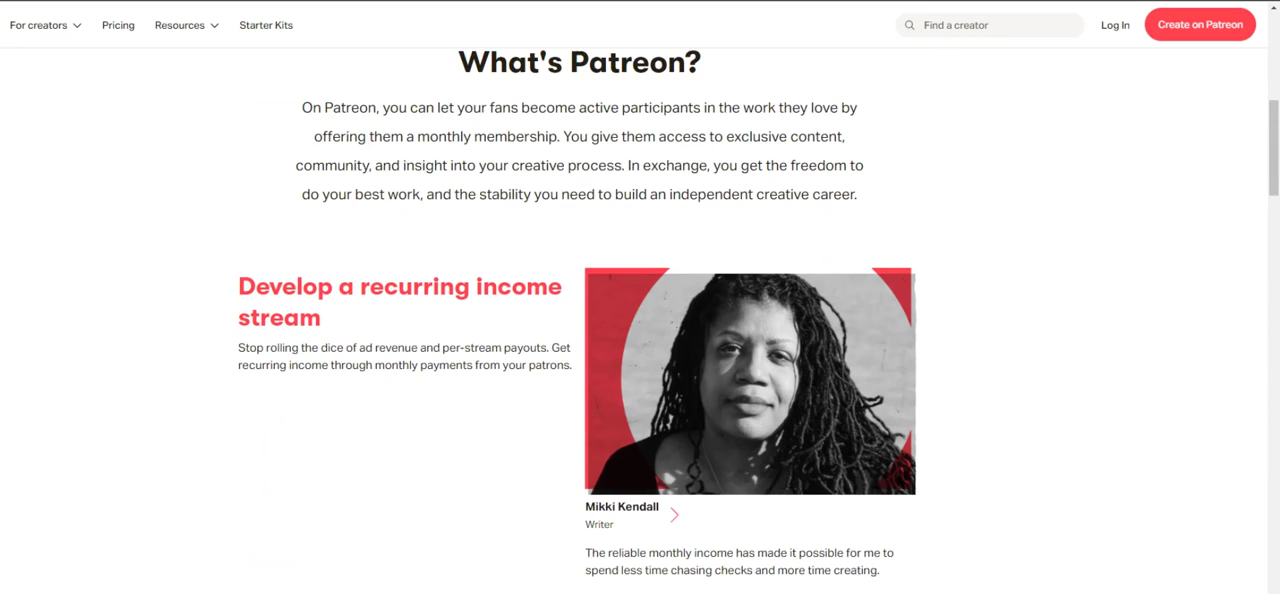 For creators
Pricing
Resources
Starter Kits
Find a creator
Log In
Create on Patreon
What's Patreon?
On Patreon, you can let your fans become active participants in the work they love by
offering them a monthly membership. You give them access to exclusive content,
community, and insight into your creative process. In exchange, you get the freedom to
do your best work, and the stability you need to build an independent creative career.
Develop a recurring income
stream
Stop rolling the dice of ad revenue and per-stream payouts. Get
recurring income through monthly payments from your patrons.
Mikki Kendall
Writer
The reliable monthly income has made it possible for me to
spend less time chasing checks and more time creating.